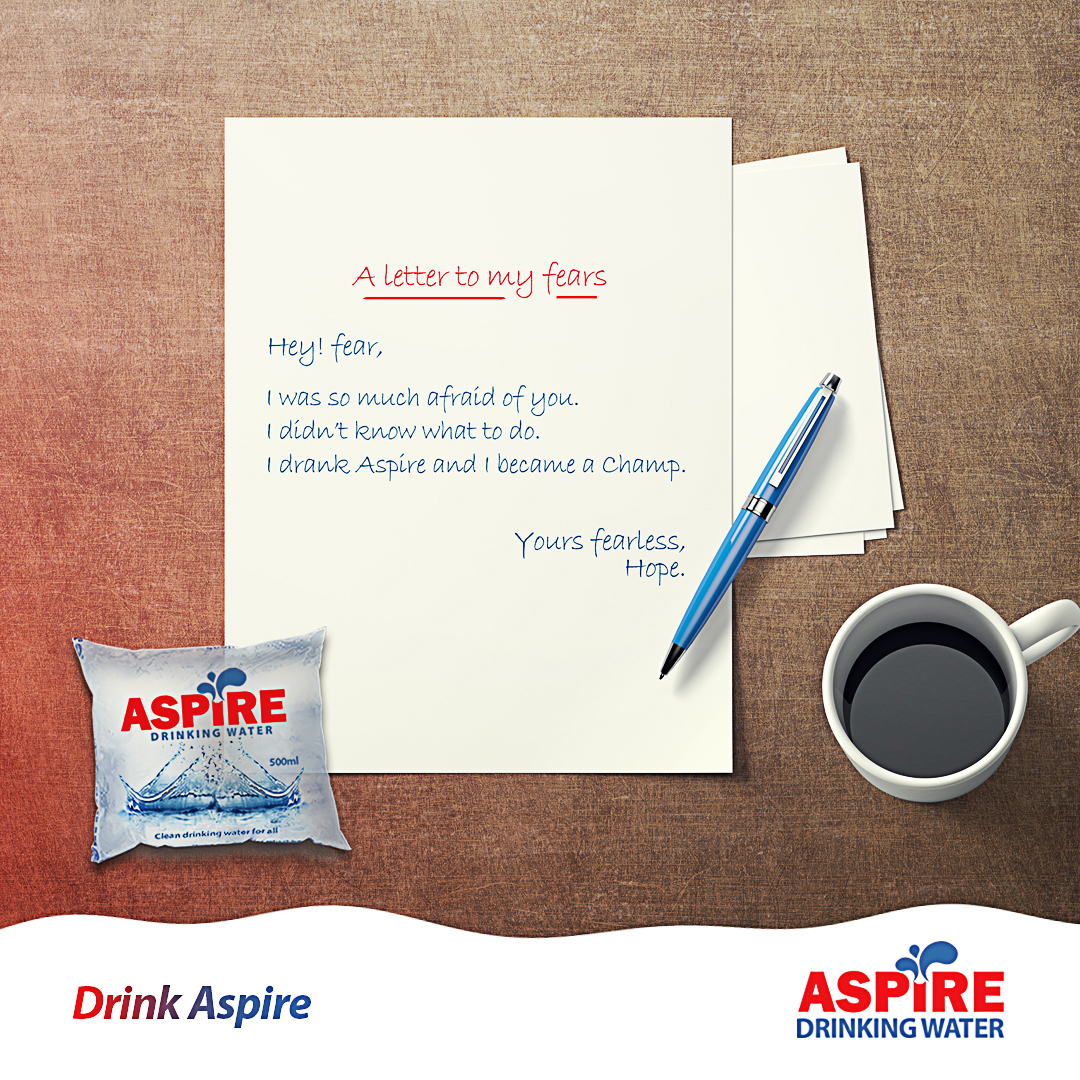 A letter to my fears
Hey! fear,
I was so much afraid of you.
I didn't know what to do.
I drank Aspire and I became a Champ.
Yours fearless,
Hope.
ASPiRE
DRINKING WATER
500ml
Clean drinking water for all
Drink Aspire
ASPiRE
DRINKING WATER